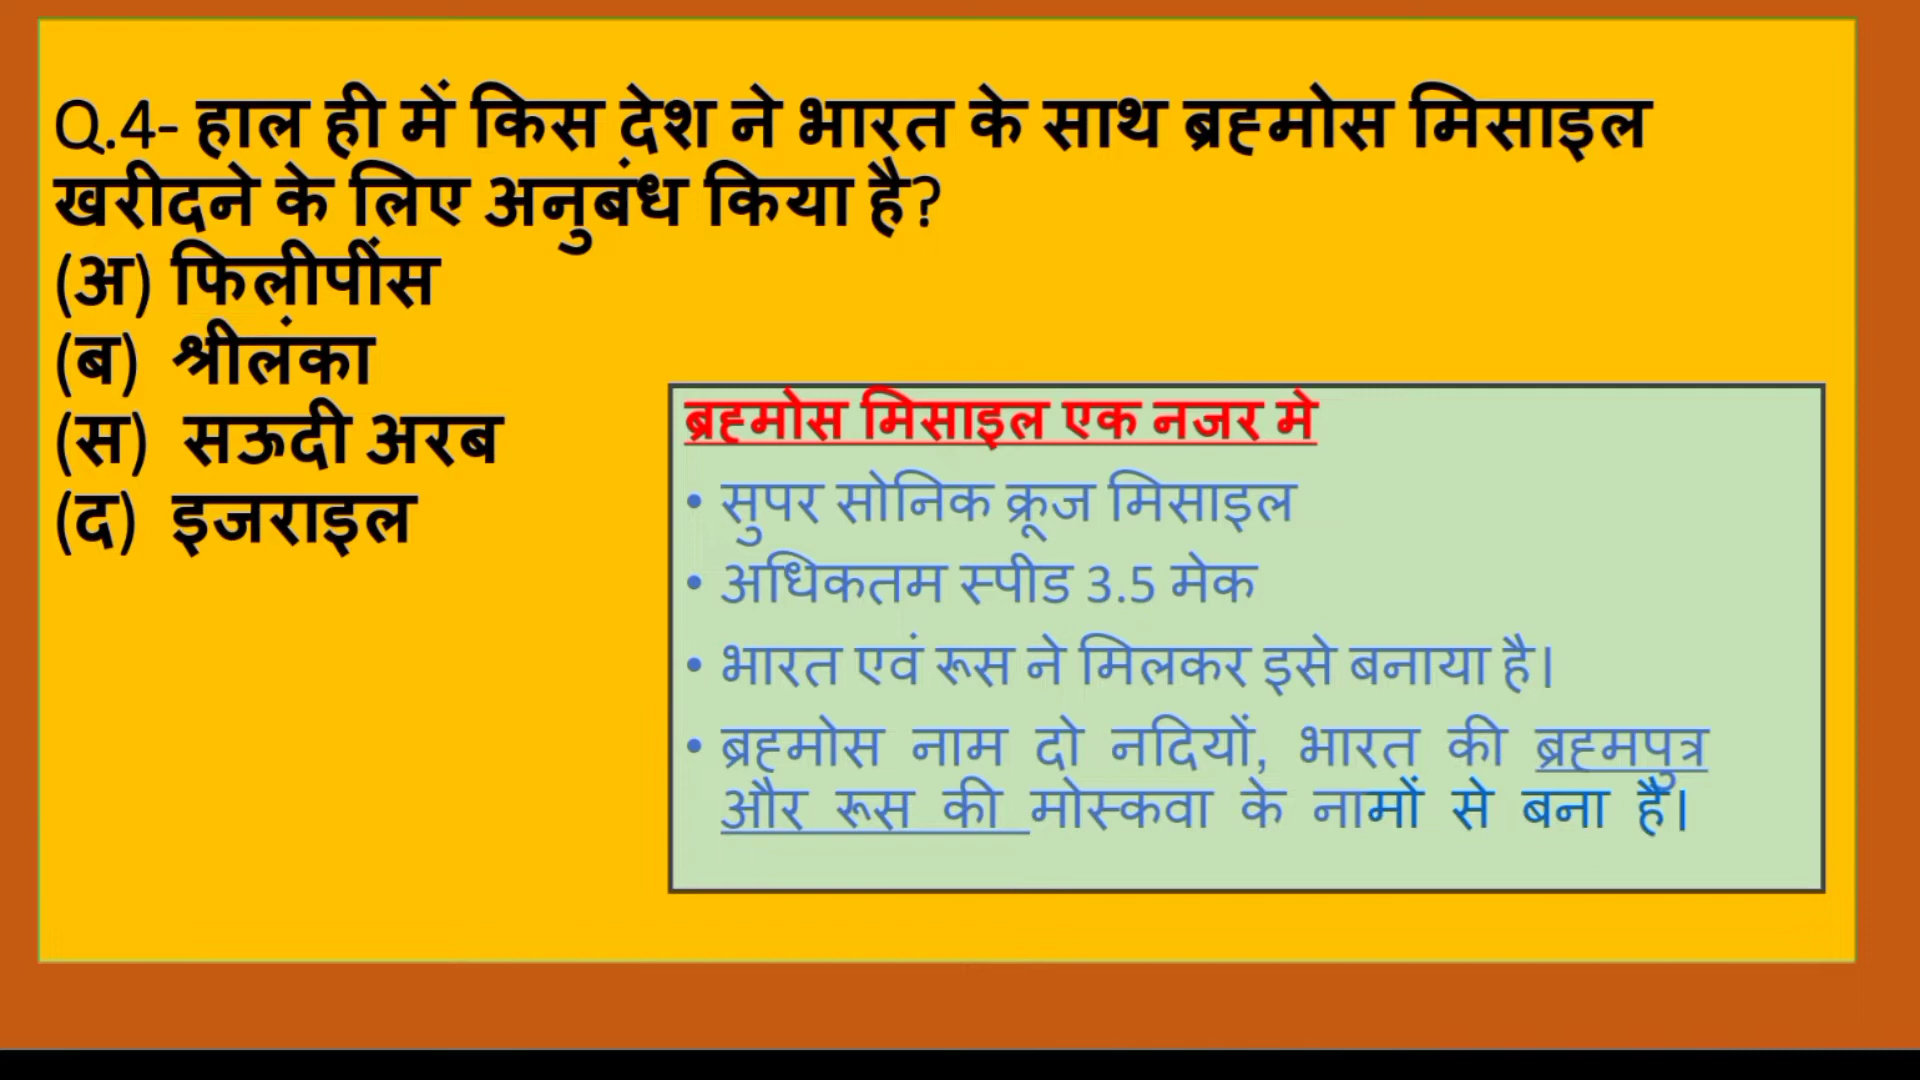 Q.4- हाल ही में किस देश ने भारत के साथ ब्रह्मोस मिसाइल
खरीदने के लिए अनुबंध किया है?
(अ) फिलीपींस
(ब) श्रीलंका
(स) सऊदी अरब
(द) इजराइल
ब्रह्मोस मिसाइल एक नजर मे
• सुपर सोनिक क्रूज मिसाइल
• अधिकतम स्पीड 3.5 मेक
• भारत एवं रूस ने मिलकर इसे बनाया है।
• ब्रह्मोस नाम दो नदियों, भारत की ब्रह्मपुत्र
और रूस की मोस्कवा के नामों से बना है।